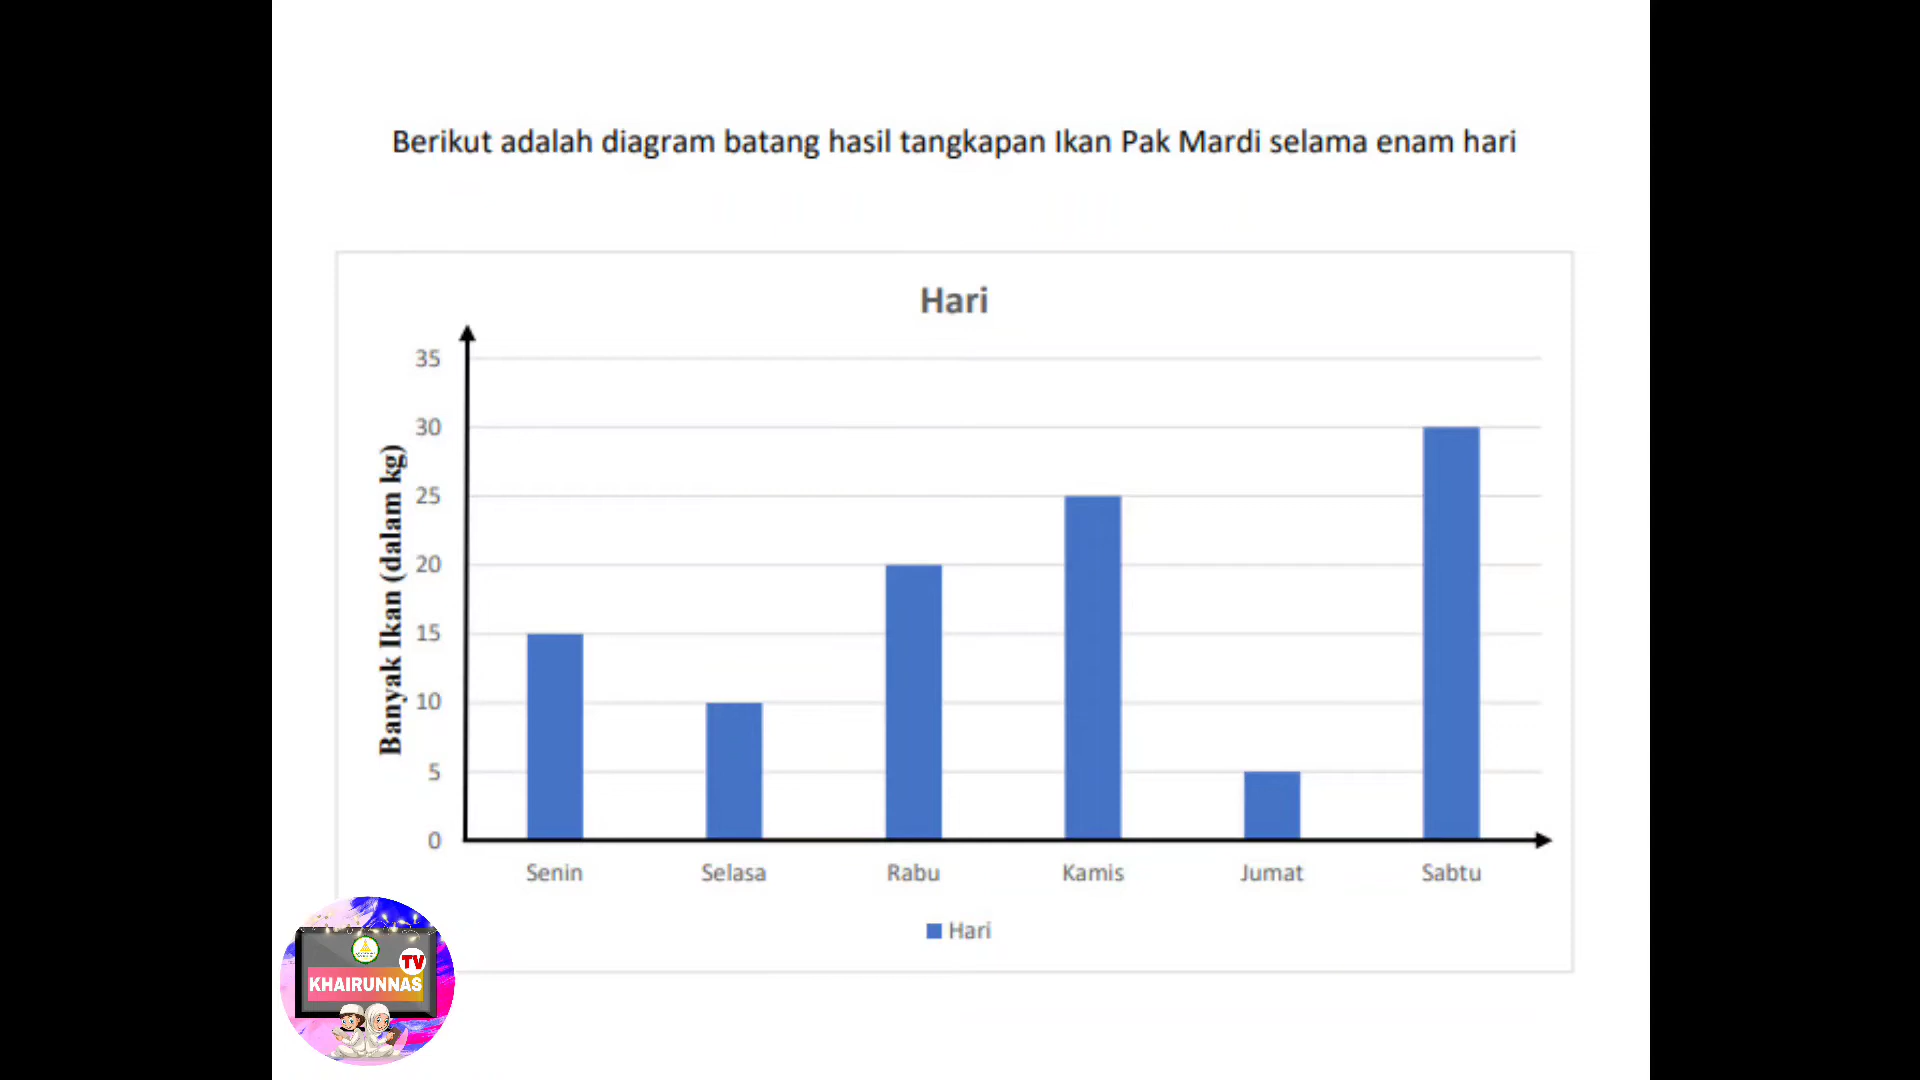 Berikut adalah diagram batang hasil tangkapan Ikan Pak Mardi selama enam hari
Hari
Banyak Ikan (dalam kg)
35
30
25
20
15
10
5
0
Senin Selasa Rabu Kamis Jumat Sabtu
Hari
TV
KHAIRUNNAS